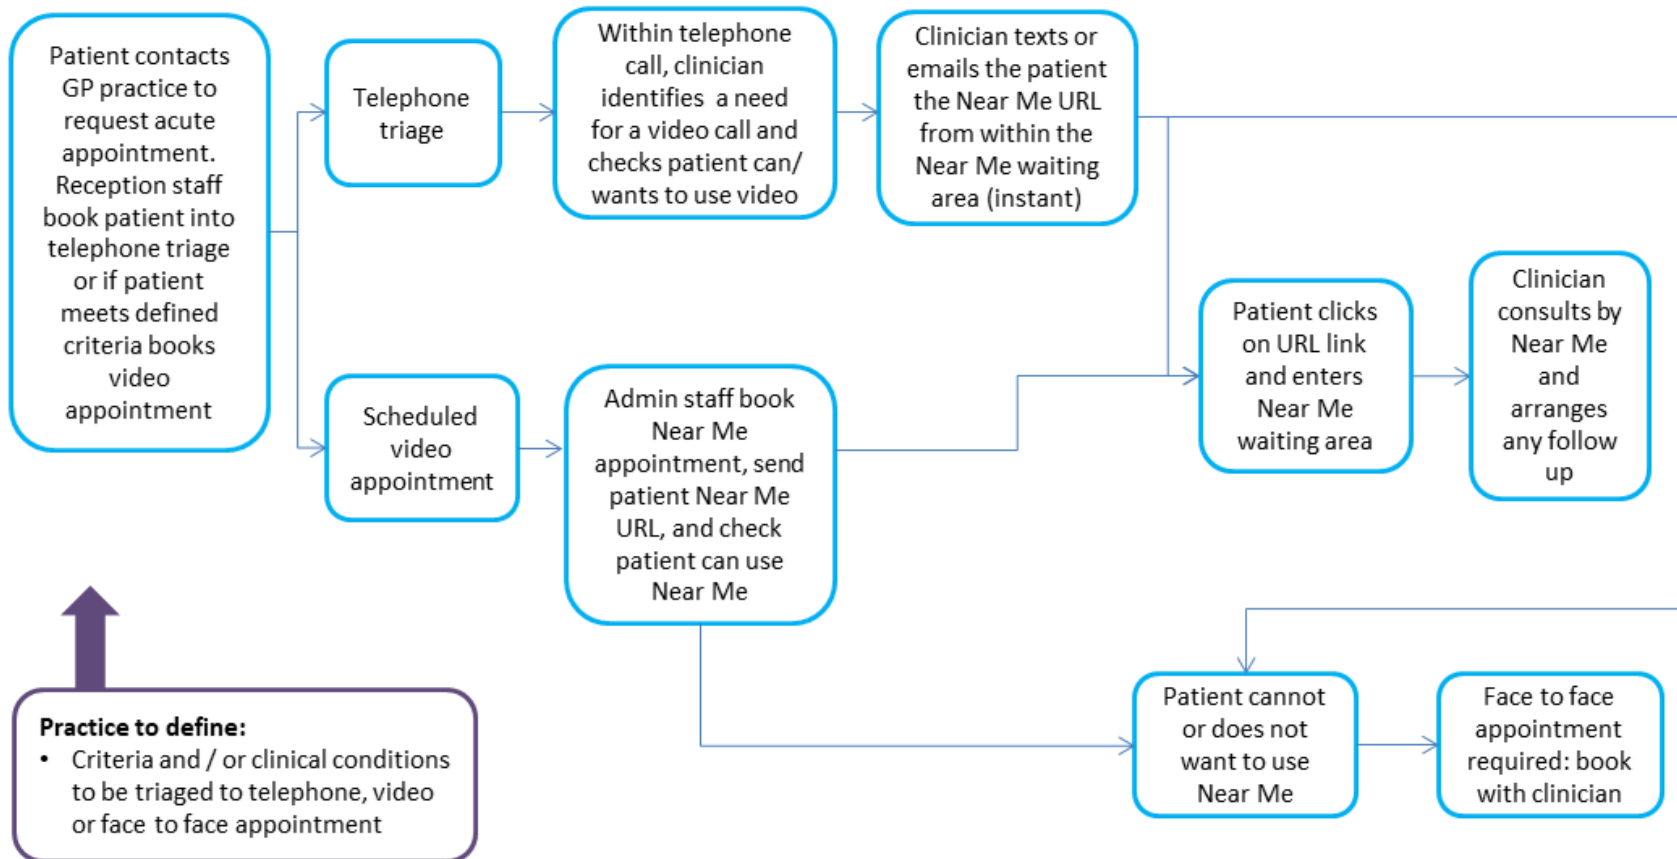 Patient contacts
GP practice to
request acute
appointment.
Reception staff
book patient into
telephone triage
or if patient
meets defined
criteria books
video
appointment
Telephone
triage
Within telephone
call, clinician
identifies a need
for a video call and
checks patient can/
wants to use video
Clinician texts or
emails the patient
the Near Me URL
from within the
Near Me waiting
area (instant)
Scheduled
video
appointment
Admin staff book
Near Me
appointment, send
patient Near Me
URL, and check
patient can use
Near Me
Patient clicks
on URL link
and enters
Near Me
waiting area
Clinician
consults by
Near Me
and
arranges
any follow
up
Patient cannot
or does not
want to use
Near Me
Face to face
appointment
required: book
with clinician
Practice to define:
• Criteria and / or clinical conditions
to be triaged to telephone, video
or face to face appointment